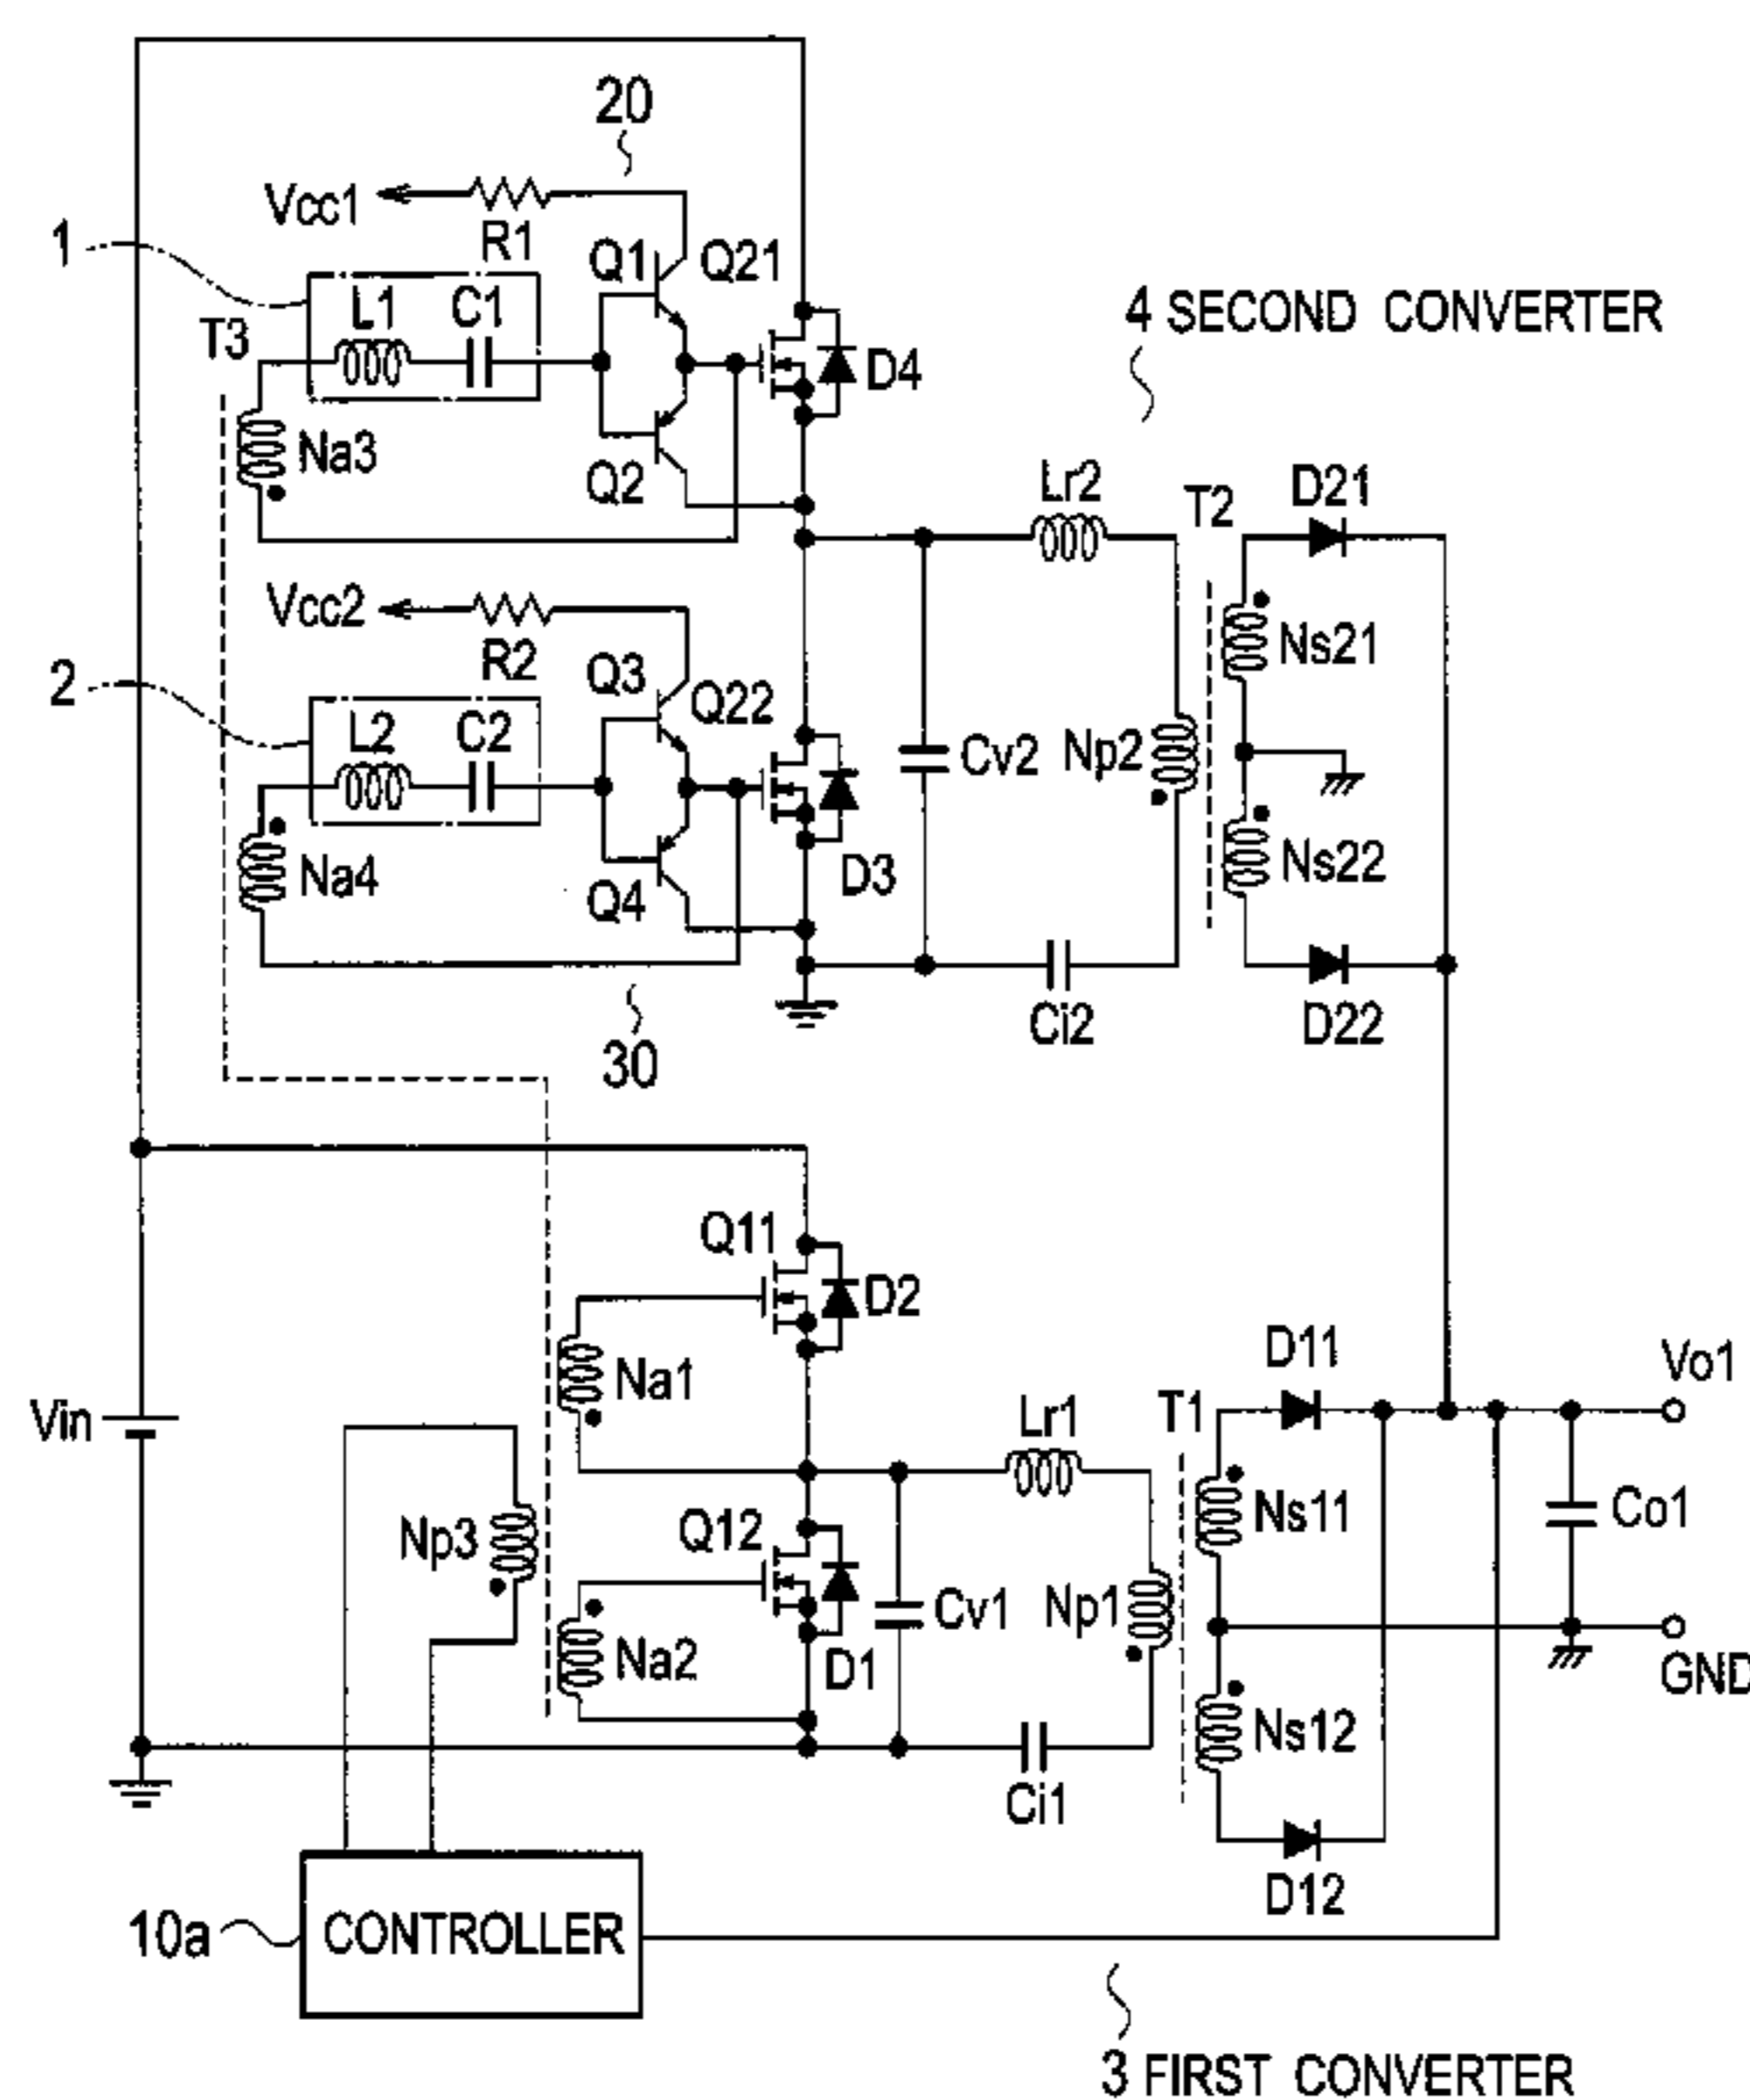 20
Vcc1
R1
1
Q1
Q21
L1
C1
4 SECOND CONVERTER
T3
D4
Na3
Q2
Lr2
T2
D21
Vcc2
R2
Ns21
2
Q3
Q22
L2
C2
Cv2
Np2
Na4
Q4
D3
Ns22
Ci2
D22
30
Q11
D2
D11
Vo1
Na1
Vin
Lr1
T1
Np3
Q12
Ns11
Co1
Cv1
Np1
Na2
D1
GND
Ns12
Ci1
D12
10a
CONTROLLER
3 FIRST CONVERTER